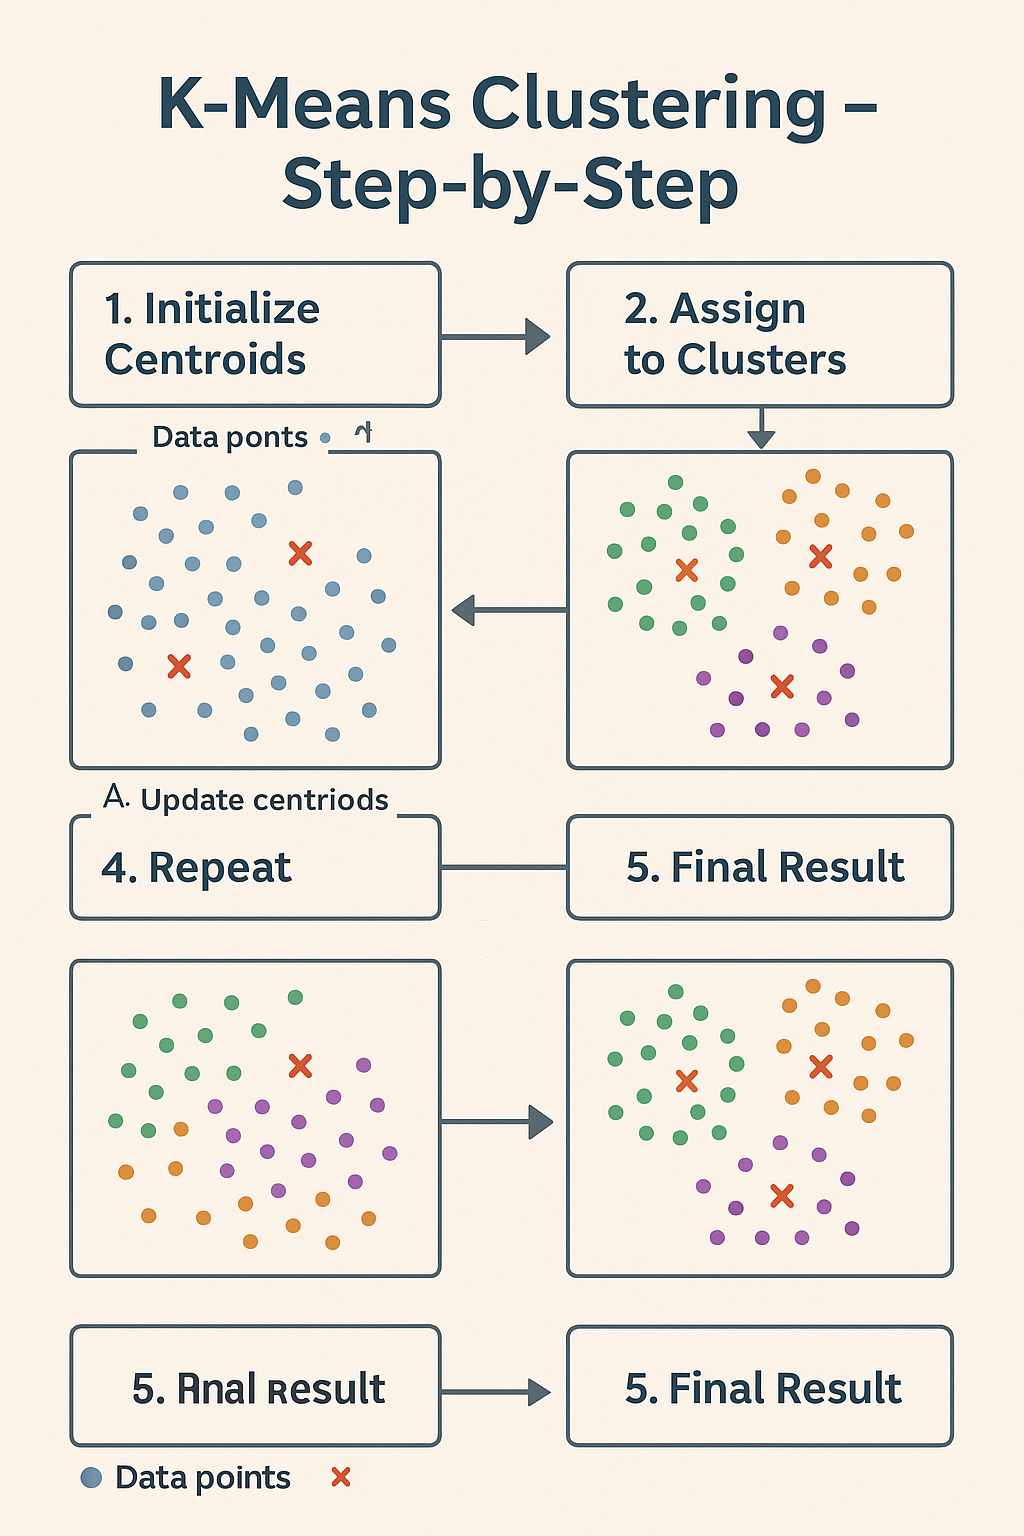 K-Means Clustering –
Step-by-Step
1. Initialize
Centroids
2. Assign
to Clusters
Data ponts
A. Update centriods
4. Repeat
5. Final Result
5. Anal result
5. Final Result
Data points